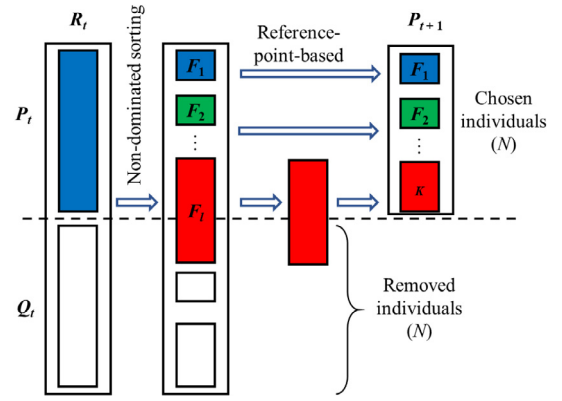 R_t
Non-dominated sorting
Reference-
point-based
P_{t+1}
P_t
F_1
F_2
⋮
F_l
F_1
F_2
⋮
K
Chosen
individuals
(N)
Q_t
Removed
individuals
(N)